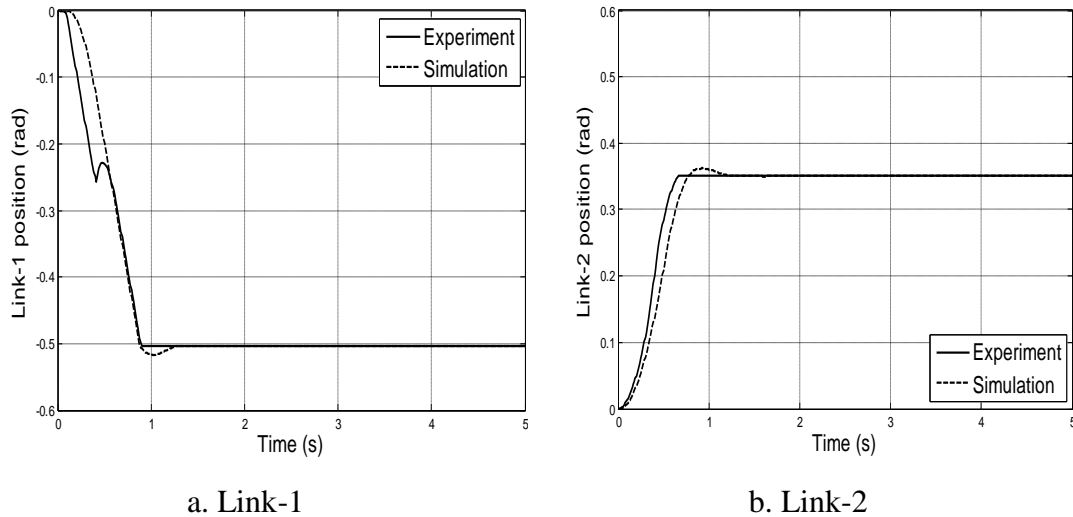 0
-0.1
-0.2
-0.3
-0.4
-0.5
-0.6
0 1 2 3 4 5
Link-1 position (rad)
Time (s)
Experiment
Simulation
a. Link-1
0.6
0.5
0.4
0.3
0.2
0.1
0
0 1 2 3 4 5
Link-2 position (rad)
Time (s)
Experiment
Simulation
b. Link-2